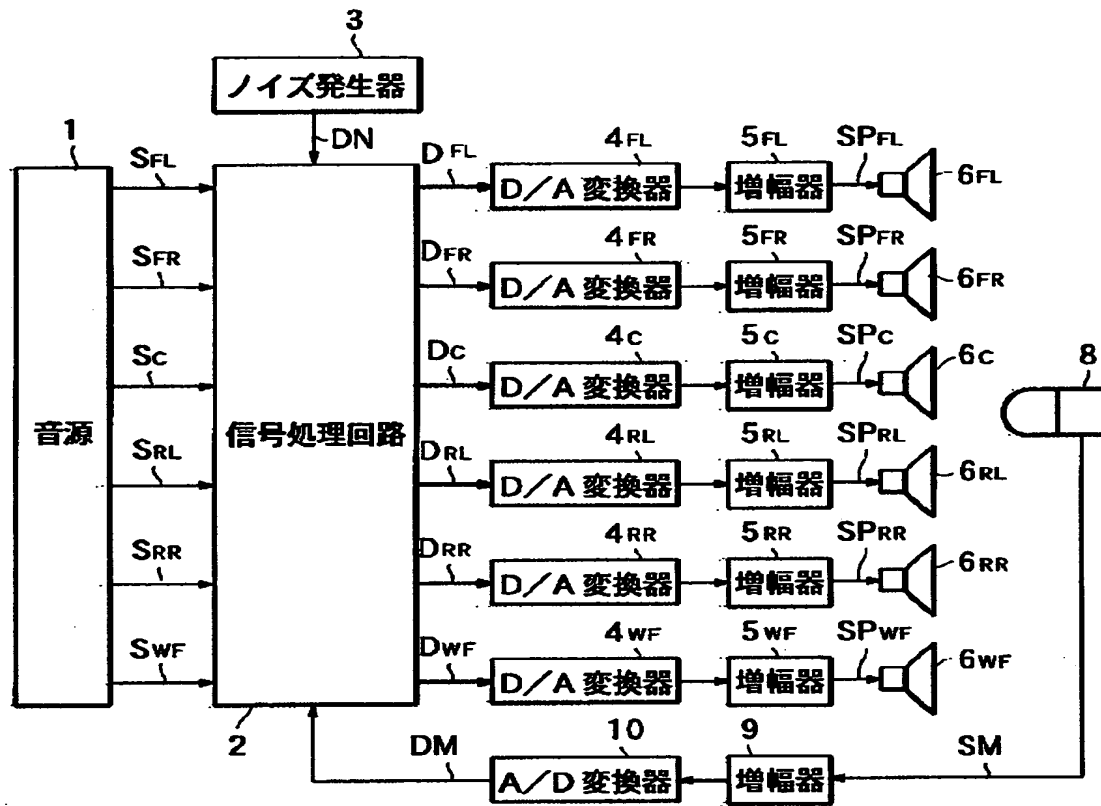 3
ノイズ発生器
DN
1
音源
SFL
SFR
SC
SRL
SRR
SWF
信号処理回路
2
DFL
4FL
D/A 変換器
5FL
増幅器
SPFL
6FL
DFR
4FR
D/A 変換器
5FR
増幅器
SPFR
6FR
DC
4C
D/A 変換器
5C
増幅器
SPC
6C
DRL
4RL
D/A 変換器
5RL
増幅器
SPRL
6RL
DRR
4RR
D/A 変換器
5RR
増幅器
SPRR
6RR
DWF
4WF
D/A 変換器
5WF
増幅器
SPWF
6WF
8
DM
10
A/D 変換器
9
増幅器
SM